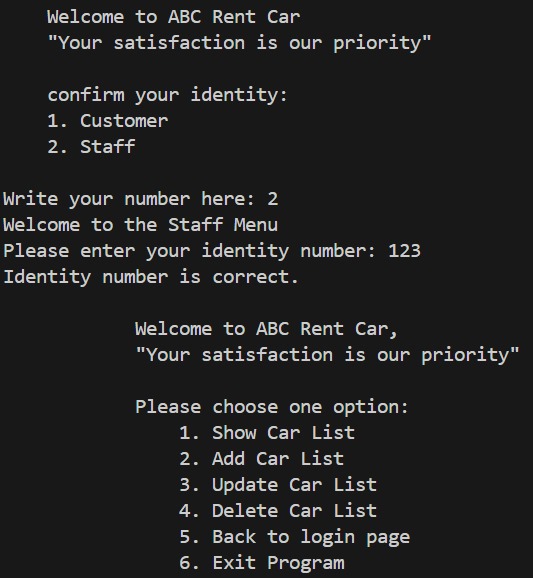 Welcome to ABC Rent Car
"Your satisfaction is our priority"
confirm your identity:
1. Customer
2. Staff
Write your number here: 2
Welcome to the Staff Menu
Please enter your identity number: 123
Identity number is correct.
Welcome to ABC Rent Car,
"Your satisfaction is our priority"
Please choose one option:
1. Show Car List
2. Add Car List
3. Update Car List
4. Delete Car List
5. Back to login page
6. Exit Program